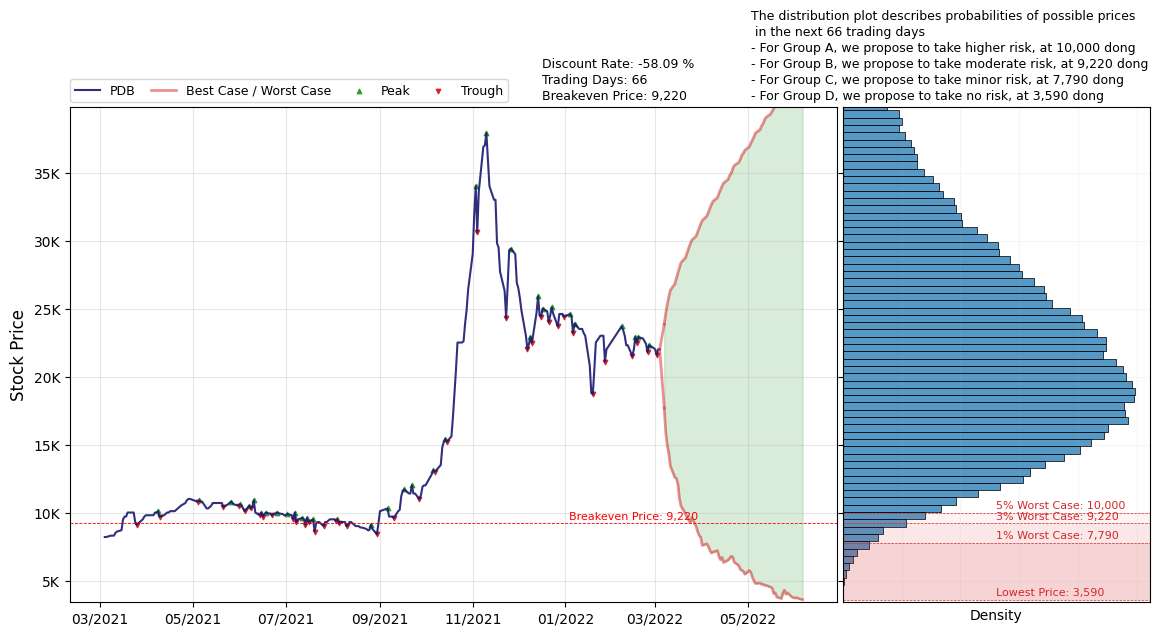 The distribution plot describes probabilities of possible prices
in the next 66 trading days
- For Group A, we propose to take higher risk, at 10,000 dong
- For Group B, we propose to take moderate risk, at 9,220 dong
- For Group C, we propose to take minor risk, at 7,790 dong
- For Group D, we propose to take no risk, at 3,590 dong
Discount Rate: -58.09 %
Trading Days: 66
Breakeven Price: 9,220
PDB
Best Case / Worst Case
Peak
Trough
Stock Price
35K
30K
25K
20K
15K
10K
5K
Breakeven Price: 9,220
5% Worst Case: 10,000
3% Worst Case: 9,220
1% Worst Case: 7,790
Lowest Price: 3,590
03/2021
05/2021
07/2021
09/2021
11/2021
01/2022
03/2022
05/2022
Density